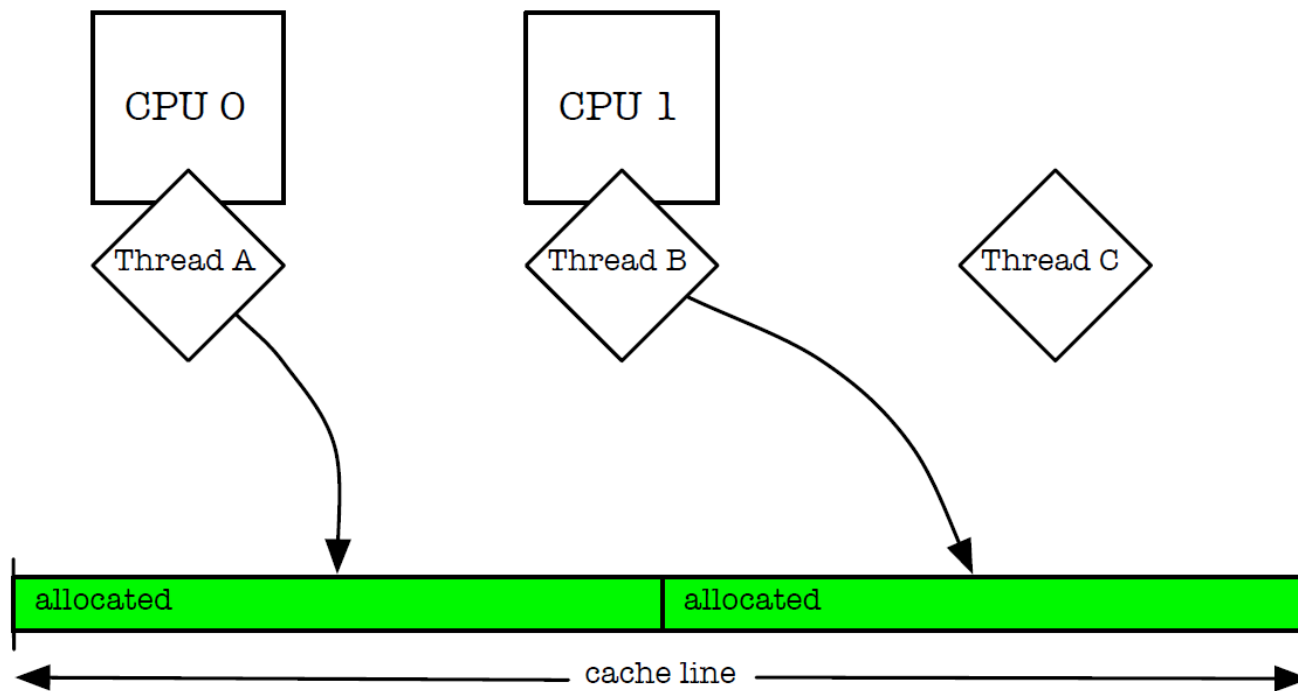 CPU 0
CPU 1
Thread A
Thread B
Thread C
allocated
allocated
cache line